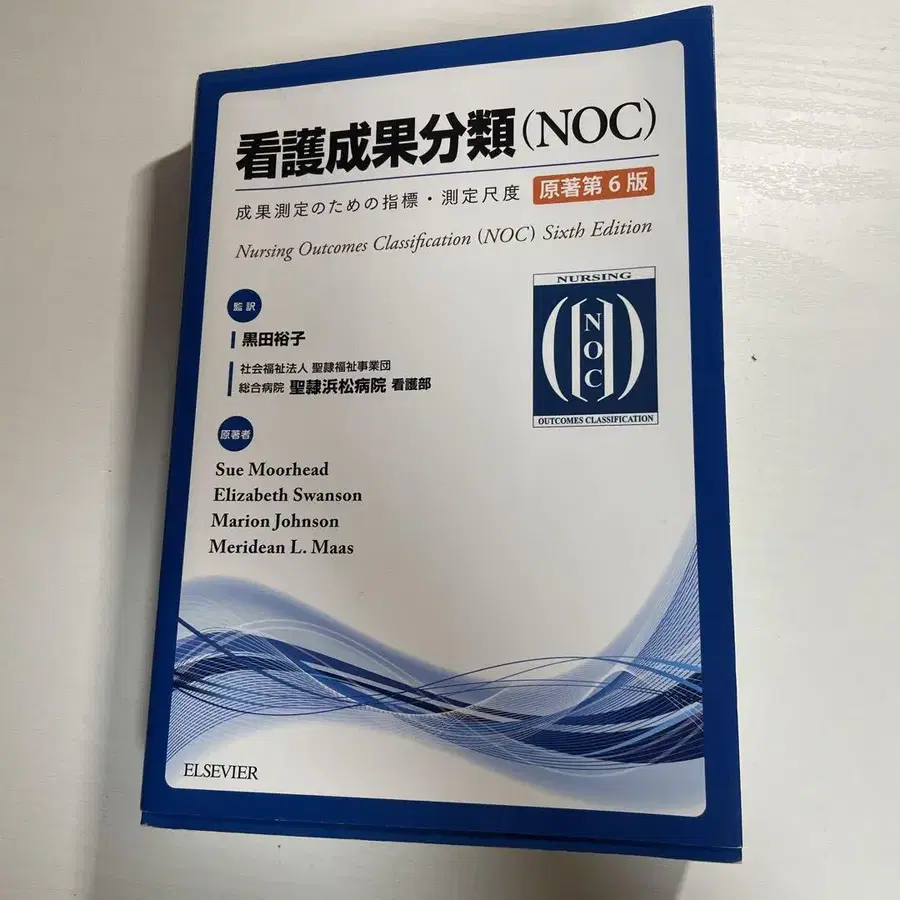 看護成果分類(NOC)
成果測定のための指標・測定尺度 原著第6版
Nursing Outcomes Classification (NOC) Sixth Edition
監訳
黒田裕子
社会福祉法人 聖隷福祉事業団
総合病院 聖隷浜松病院 看護部
原著者
Sue Moorhead
Elizabeth Swanson
Marion Johnson
Meridean L. Maas
NURSING
NOC
OUTCOMES CLASSIFICATION
ELSEVIER